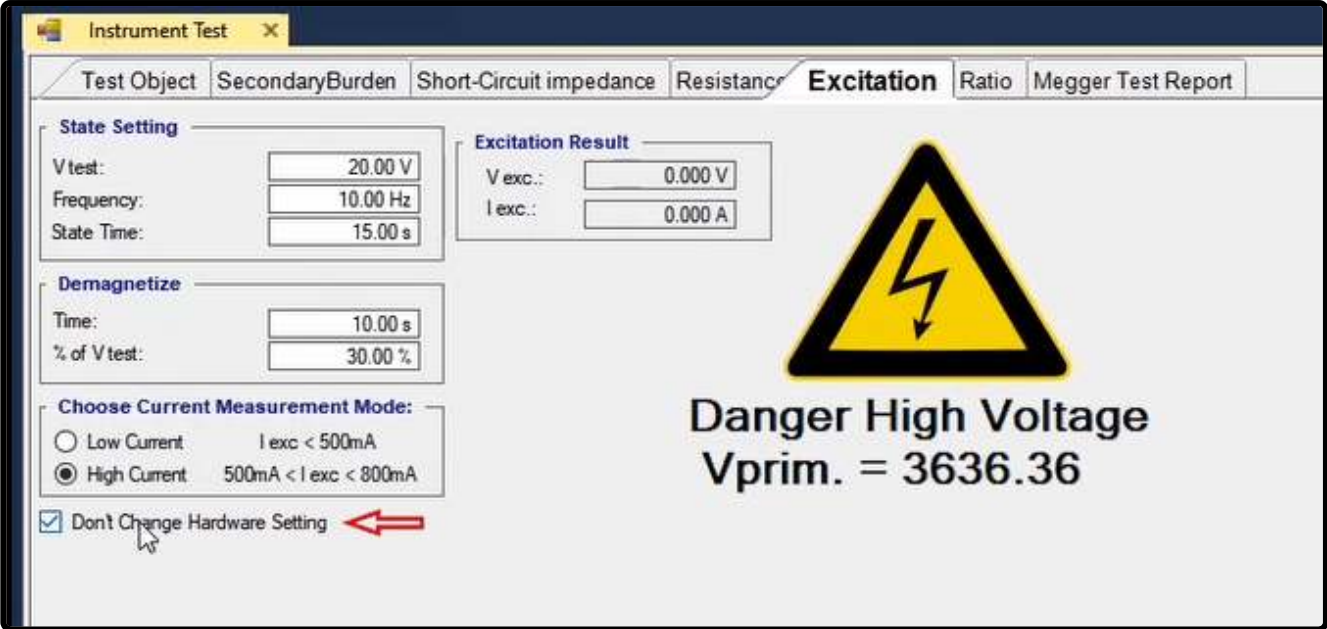 Instrument Test
Test Object SecondaryBurden Short-Circuit impedance Resistance Excitation Ratio Megger Test Report
State Setting
V test: 20.00 V
Frequency: 10.00 Hz
State Time: 15.00 s
Excitation Result
V exc.: 0.000 V
I exc.: 0.000 A
Demagnetize
Time: 10.00 s
% of V test: 30.00 %
Choose Current Measurement Mode:
Low Current I exc < 500mA
High Current 500mA < I exc < 800mA
Don't Change Hardware Setting
Danger High Voltage
Vprim. = 3636.36